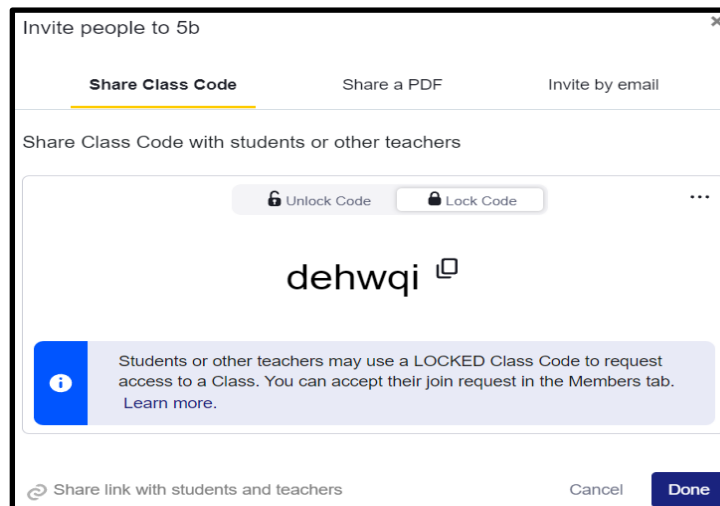 Invite people to 5b
Share Class Code Share a PDF Invite by email
Share Class Code with students or other teachers
Unlock Code Lock Code
dehwqi
Students or other teachers may use a LOCKED Class Code to request
access to a Class. You can accept their join request in the Members tab.
Learn more.
Share link with students and teachers Cancel Done